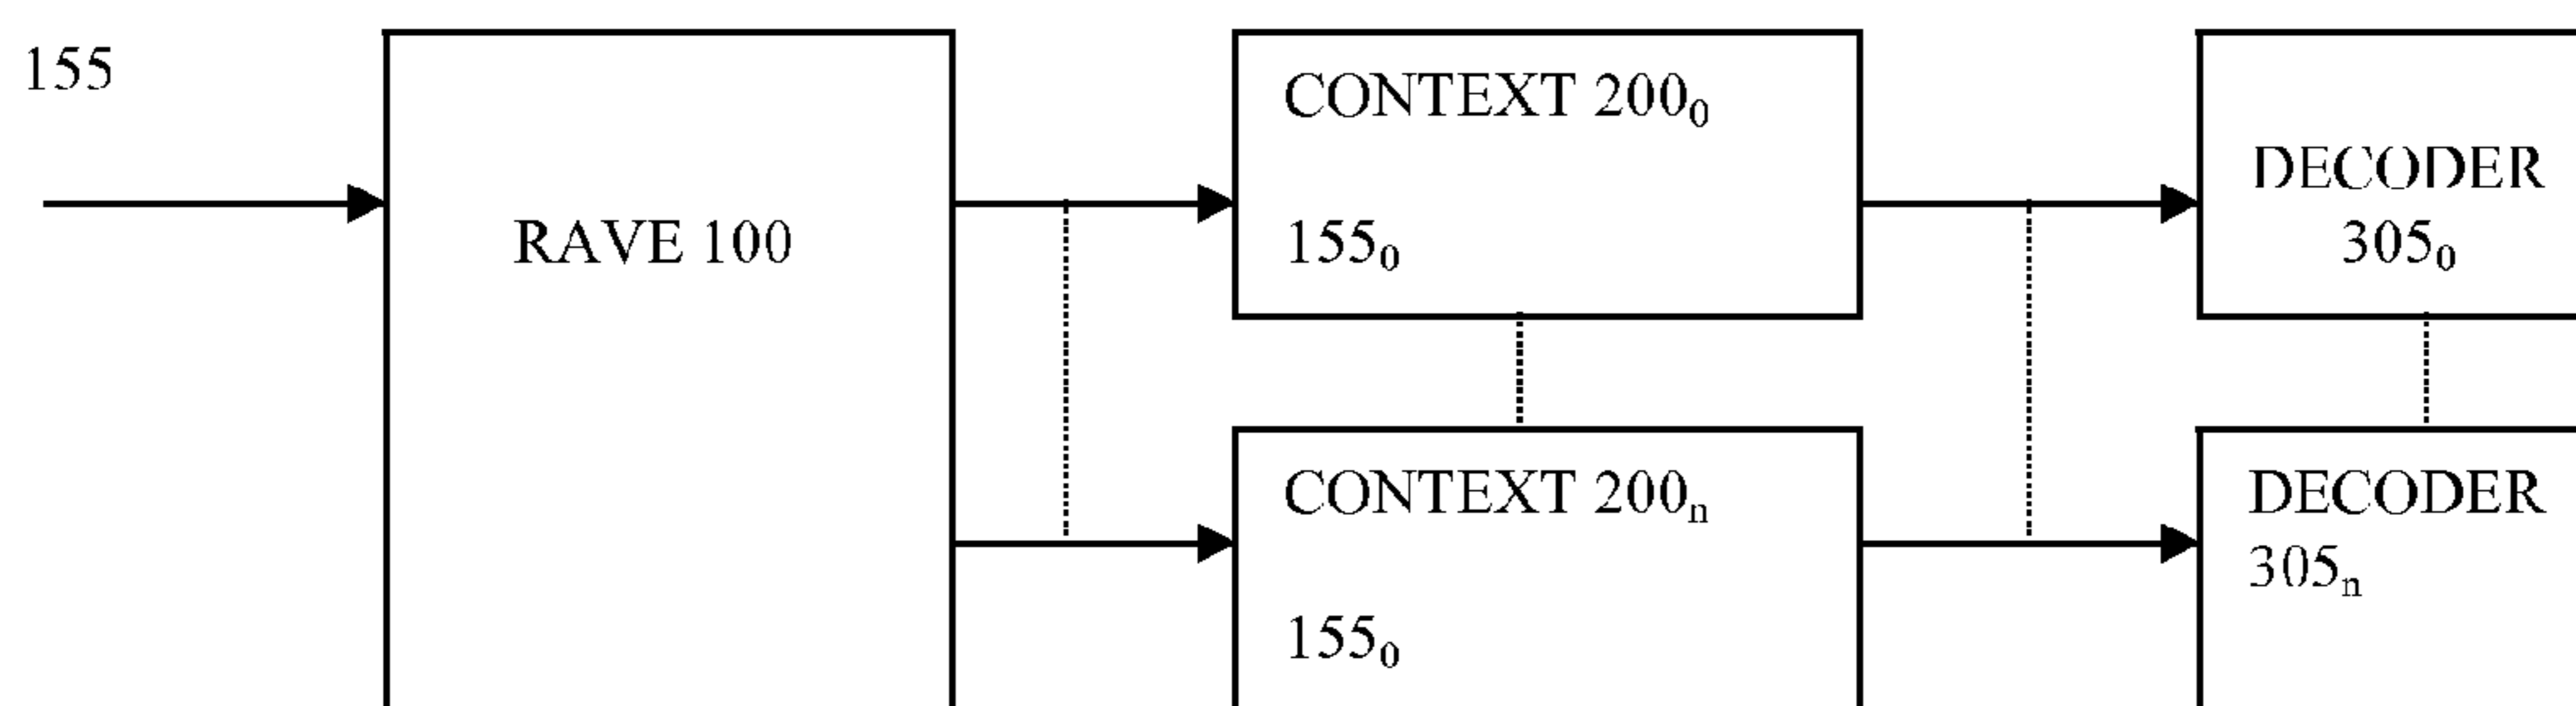 155
RAVE 100
CONTEXT 200₀
155₀
DECODER
305₀
CONTEXT 200ₙ
155₀
DECODER
305ₙ